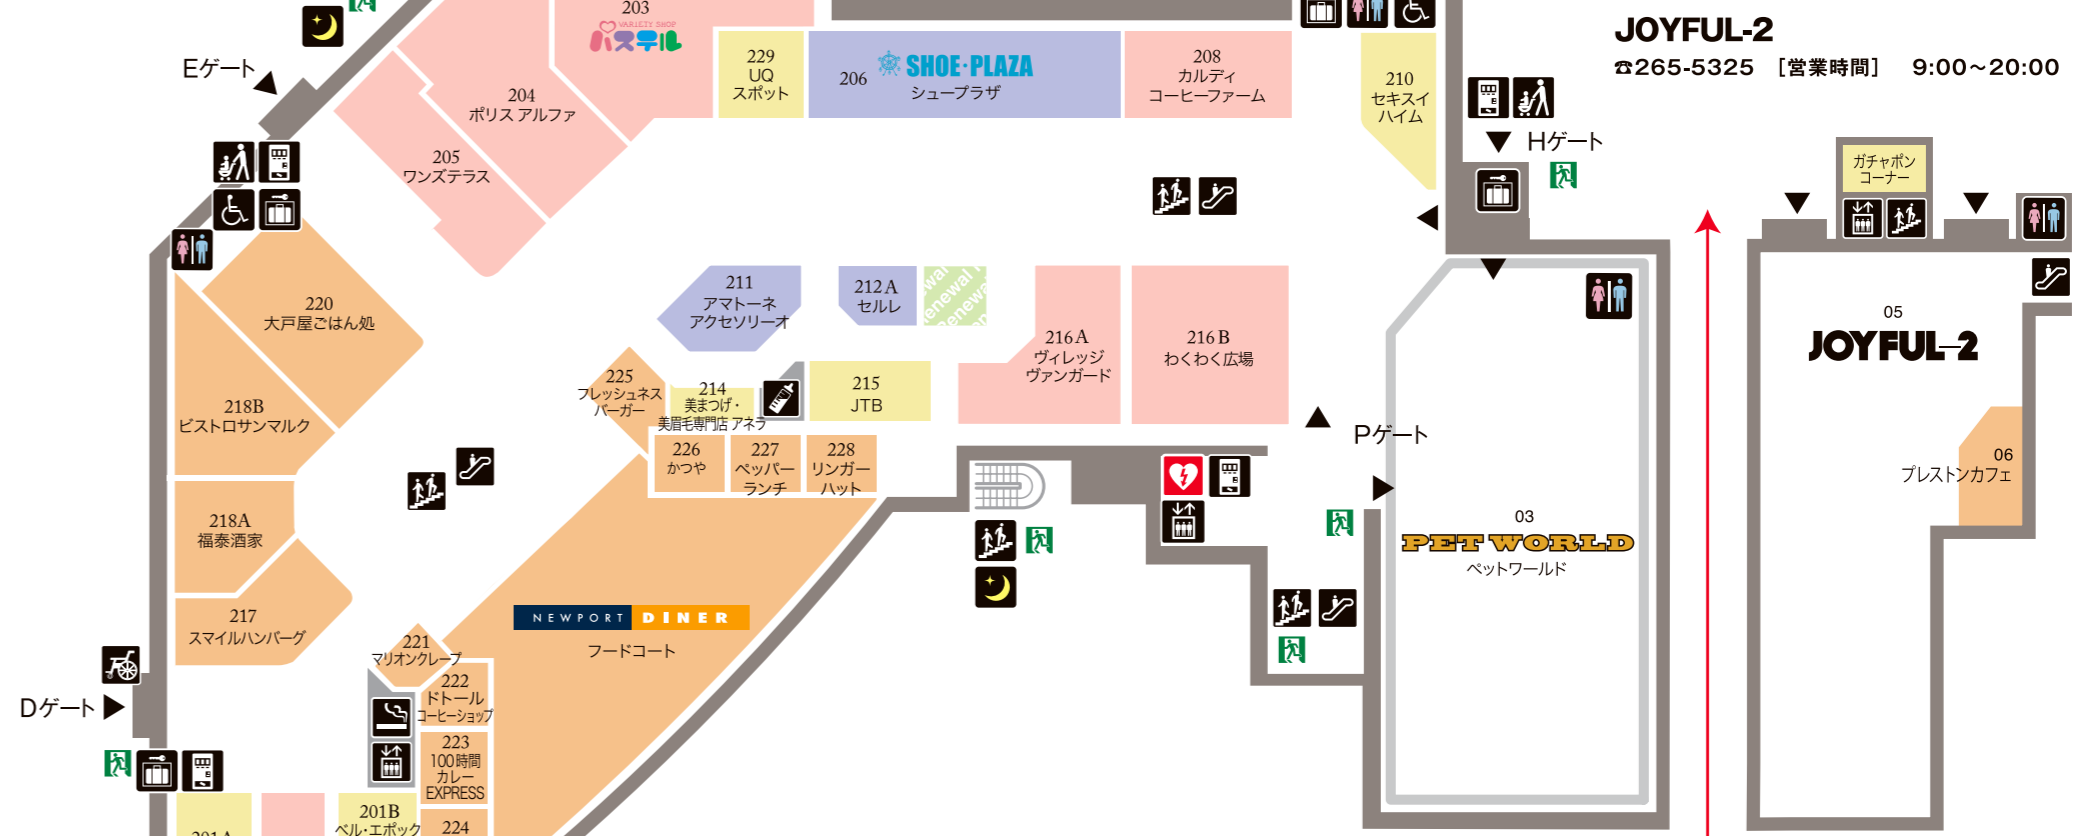 203
VARIETY SHOP
パステル
JOYFUL-2
☎265-5325 [営業時間] 9:00～20:00
Eゲート
204
ポリス アルファ
205
ワンズテラス
229
UQ
スポット
206
SHOE・PLAZA
シュープラザ
208
カルディ
コーヒーファーム
210
セキスイ
ハイム
Hゲート
ガチャポン
コーナー
220
大戸屋ごはん処
211
アマトーネ
アクセソリーオ
212A
セルレ
Renewal
216A
ヴィレッジ
ヴァンガード
216B
わくわく広場
05
JOYFUL-2
218B
ビストロサンマルク
225
フレッシュネス
バーガー
214
美まつげ・
美眉毛専門店 アネラ
215
JTB
226
かつや
227
ペッパー
ランチ
228
リンガー
ハット
Pゲート
06
プレストンカフェ
218A
福泰酒家
03
PET WORLD
ペットワールド
217
スマイルハンバーグ
NEWPORT DINER
フードコート
221
マリオンクレープ
222
ドトール
コーヒーショップ
Dゲート
223
100時間
カレー
EXPRESS
201A
201B
ベル・エポック
224